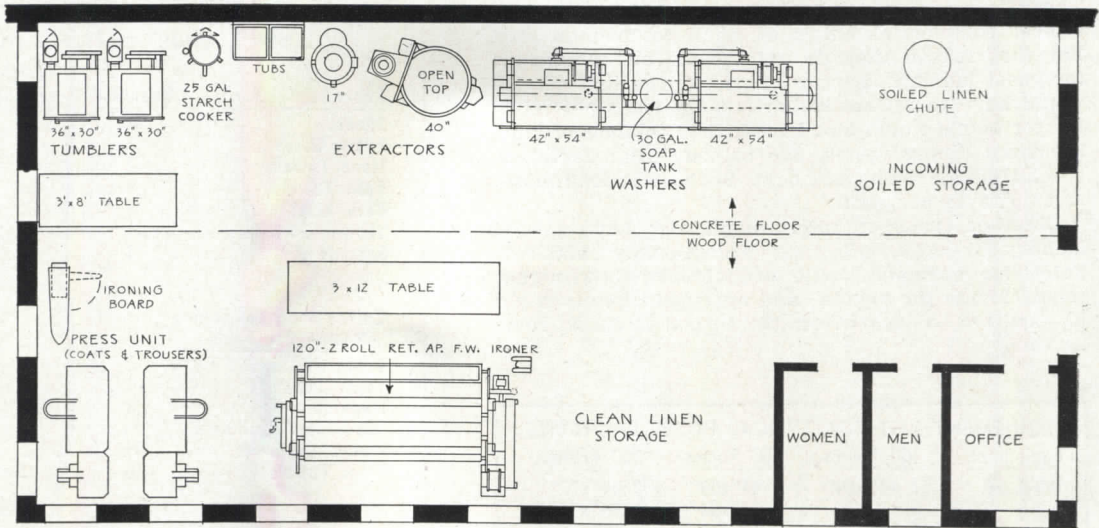 36" x 30"
36" x 30"
TUMBLERS
25 GAL
STARCH
COOKER
TUBS
17"
OPEN
TOP
40"
EXTRACTORS
42" x 54"
30 GAL.
SOAP
TANK
42" x 54"
WASHERS
SOILED LINEN
CHUTE
INCOMING
SOILED STORAGE
3' x 8' TABLE
CONCRETE FLOOR
WOOD FLOOR
IRONING
BOARD
3 x 12 TABLE
PRESS UNIT
(COATS & TROUSERS)
120"-2 ROLL RET. AP. F.W. IRONER
CLEAN LINEN
STORAGE
WOMEN
MEN
OFFICE